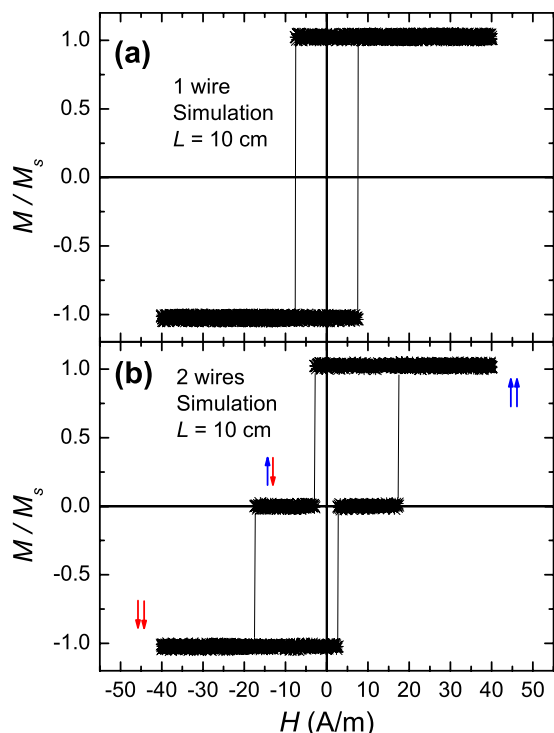 (a)
1 wire
Simulation
L = 10 cm
M / Ms
1.0
0.5
0.0
-0.5
-1.0
(b)
2 wires
Simulation
L = 10 cm
M / Ms
1.0
0.5
0.0
-0.5
-1.0
-50 -40 -30 -20 -10 0 10 20 30 40 50
H (A/m)